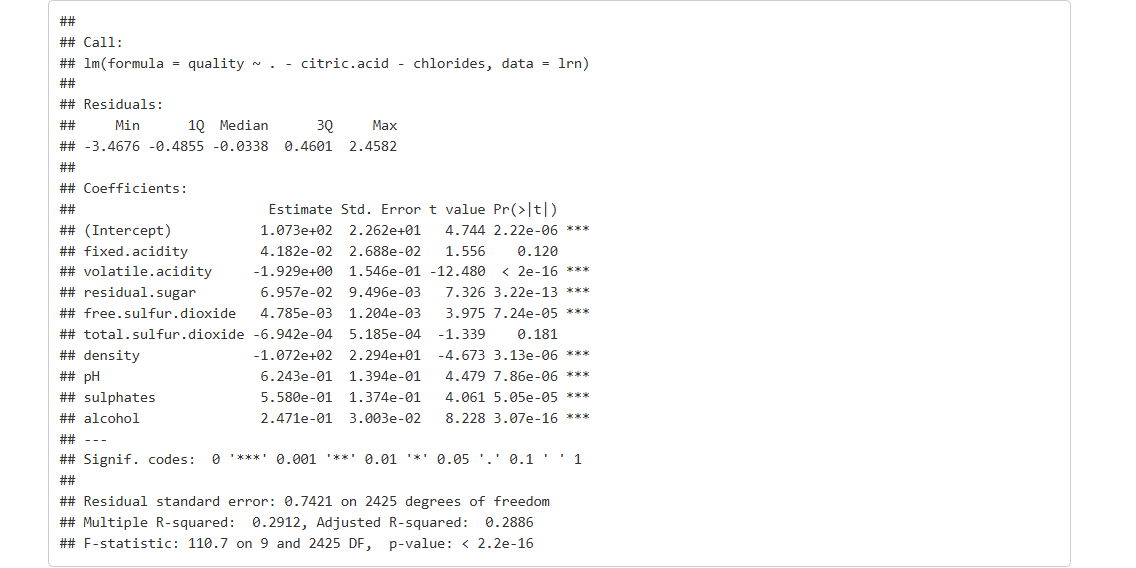 ##
## Call:
## lm(formula = quality ~ . - citric.acid - chlorides, data = lrn)
##
## Residuals:
##     Min      1Q  Median      3Q     Max
## -3.4676 -0.4855 -0.0338  0.4601  2.4582
##
## Coefficients:
##                        Estimate Std. Error t value Pr(>|t|)
## (Intercept)           1.073e+02  2.262e+01   4.744 2.22e-06 ***
## fixed.acidity         4.182e-02  2.688e-02   1.556    0.120
## volatile.acidity     -1.929e+00  1.546e-01 -12.480  < 2e-16 ***
## residual.sugar        6.957e-02  9.496e-03   7.326 3.22e-13 ***
## free.sulfur.dioxide   4.785e-03  1.204e-03   3.975 7.24e-05 ***
## total.sulfur.dioxide -6.942e-04  5.185e-04  -1.339    0.181
## density              -1.072e+02  2.294e+01  -4.673 3.13e-06 ***
## pH                    6.243e-01  1.394e-01   4.479 7.86e-06 ***
## sulphates             5.580e-01  1.374e-01   4.061 5.05e-05 ***
## alcohol               2.471e-01  3.003e-02   8.228 3.07e-16 ***
## ---
## Signif. codes:  0 '***' 0.001 '**' 0.01 '*' 0.05 '.' 0.1 ' ' 1
##
## Residual standard error: 0.7421 on 2425 degrees of freedom
## Multiple R-squared:  0.2912, Adjusted R-squared:  0.2886
## F-statistic: 110.7 on 9 and 2425 DF,  p-value: < 2.2e-16